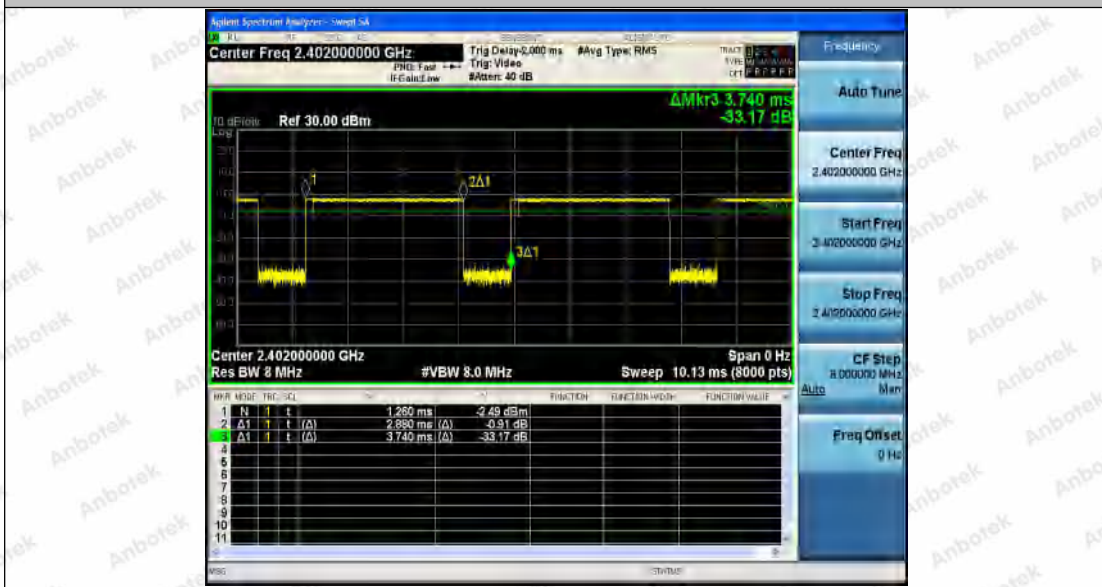 Agilent Spectrum Analyzer - Swept SA
Center Freq 2.402000000 GHz
PNO: Fast
IFGain:Low
Trig Delay-2.000 ms
Trig: Video
#Atten: 40 dB
#Avg Type: RMS
TRACE
TYPE
DET
Frequency
Auto Tune
ΔMkr3 3.740 ms
-33.17 dB
10 dB/div
Log
Ref 30.00 dBm
1
2Δ1
3Δ1
Center Freq
2.402000000 GHz
Start Freq
2.402000000 GHz
Stop Freq
2.402000000 GHz
CF Step
8.000000 MHz
Auto Man
Freq Offset
0 Hz
Center 2.402000000 GHz
Span 0 Hz
Res BW 8 MHz
#VBW 8.0 MHz
Sweep 10.13 ms (8000 pts)
MKR MODE TRC SCL X Y FUNCTION FUNCTION WIDTH FUNCTION VALUE
1 N 1 t 1.260 ms -2.49 dBm
2 Δ1 1 t (Δ) 2.880 ms (Δ) -0.91 dB
3 Δ1 1 t (Δ) 3.740 ms (Δ) -33.17 dB
4
5
6
7
8
9
10
11
MSG
STATUS
Anbotek